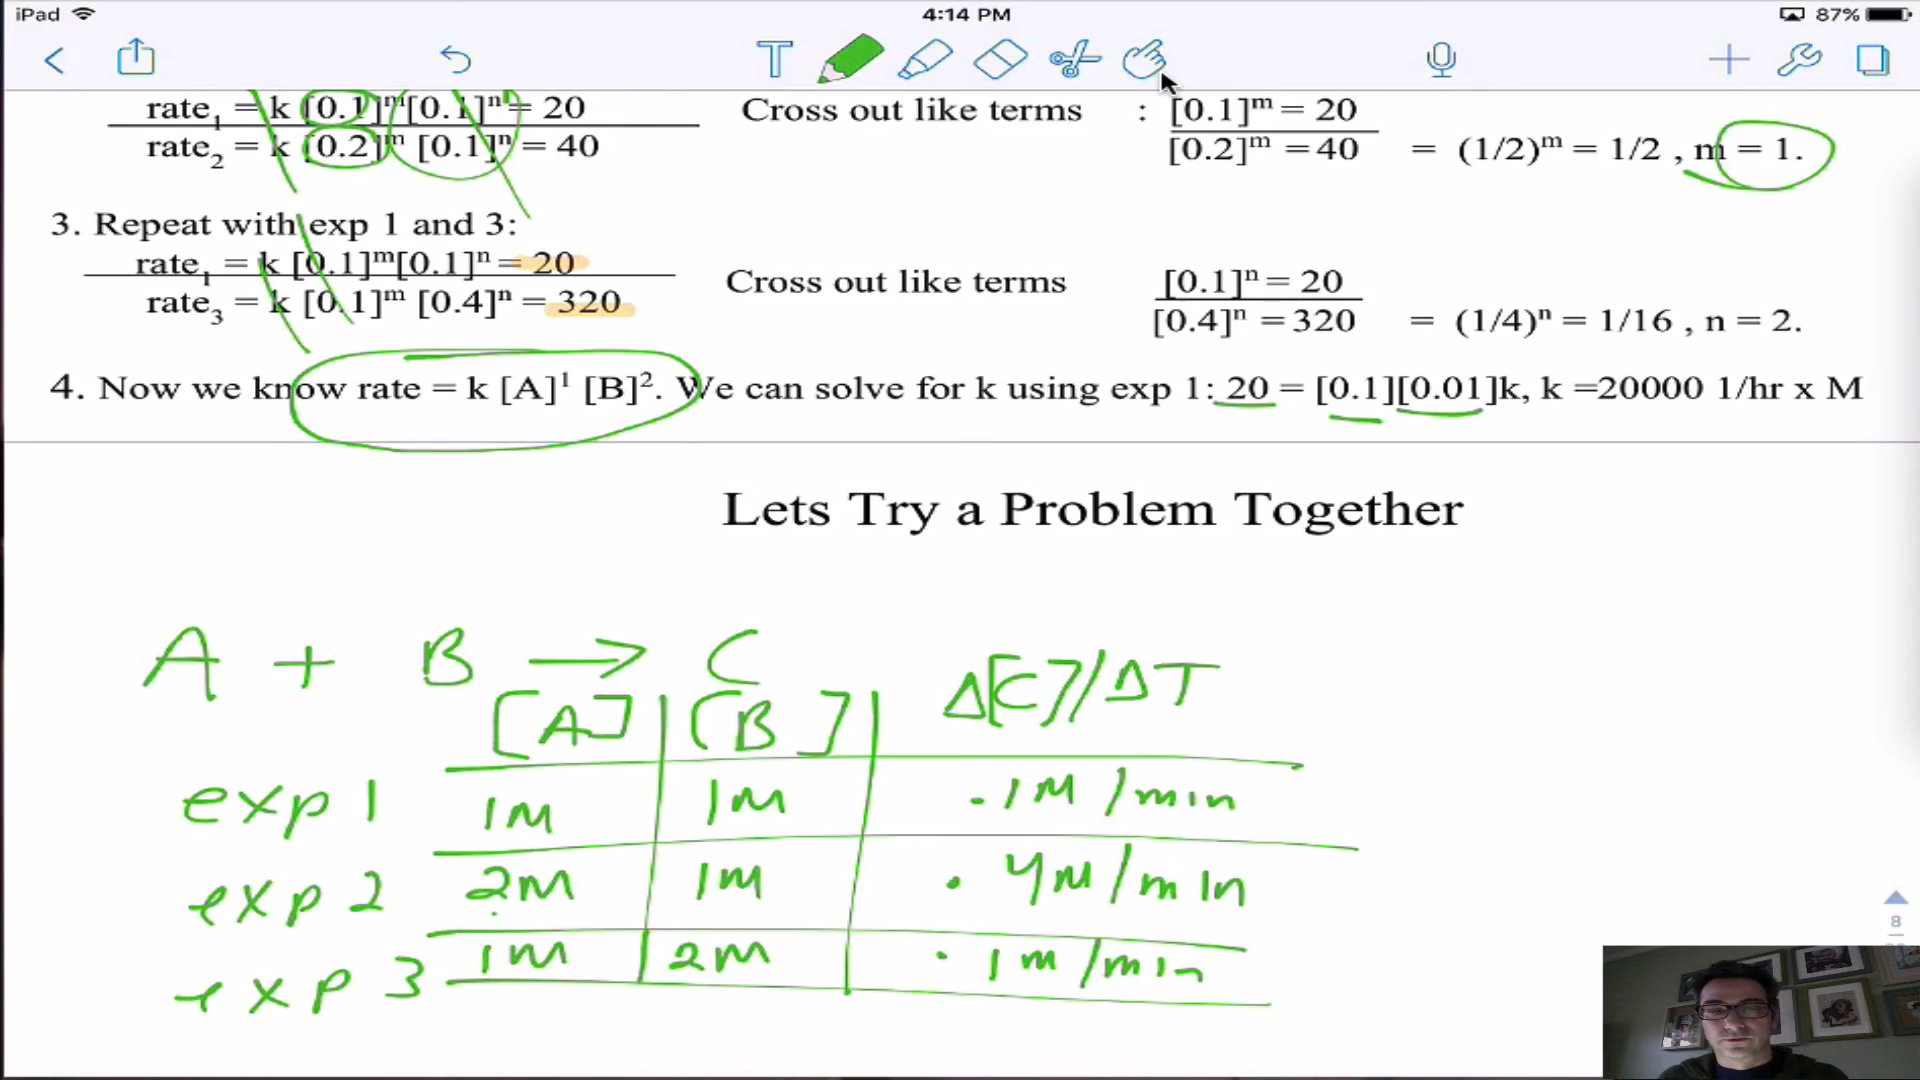 iPad 4:14 PM 87%
T
rate₁ = k [0.1]ᵐ[0.1]ⁿ = 20 Cross out like terms : [0.1]ᵐ = 20
rate₂ = k [0.2]ᵐ [0.1]ⁿ = 40 [0.2]ᵐ = 40 = (1/2)ᵐ = 1/2 , m = 1.
3. Repeat with exp 1 and 3:
rate₁ = k [0.1]ᵐ[0.1]ⁿ = 20 Cross out like terms [0.1]ⁿ = 20
rate₃ = k [0.1]ᵐ [0.4]ⁿ = 320 [0.4]ⁿ = 320 = (1/4)ⁿ = 1/16 , n = 2.
4. Now we know rate = k [A]¹ [B]². We can solve for k using exp 1: 20 = [0.1][0.01]k, k =20000 1/hr x M
Lets Try a Problem Together
A + B → C
[A] [B] Δ[C]/ΔT
exp 1 1M 1M .1M/min
exp 2 2M 1M .4M/min
exp 3 1M 2M .1M/min
8